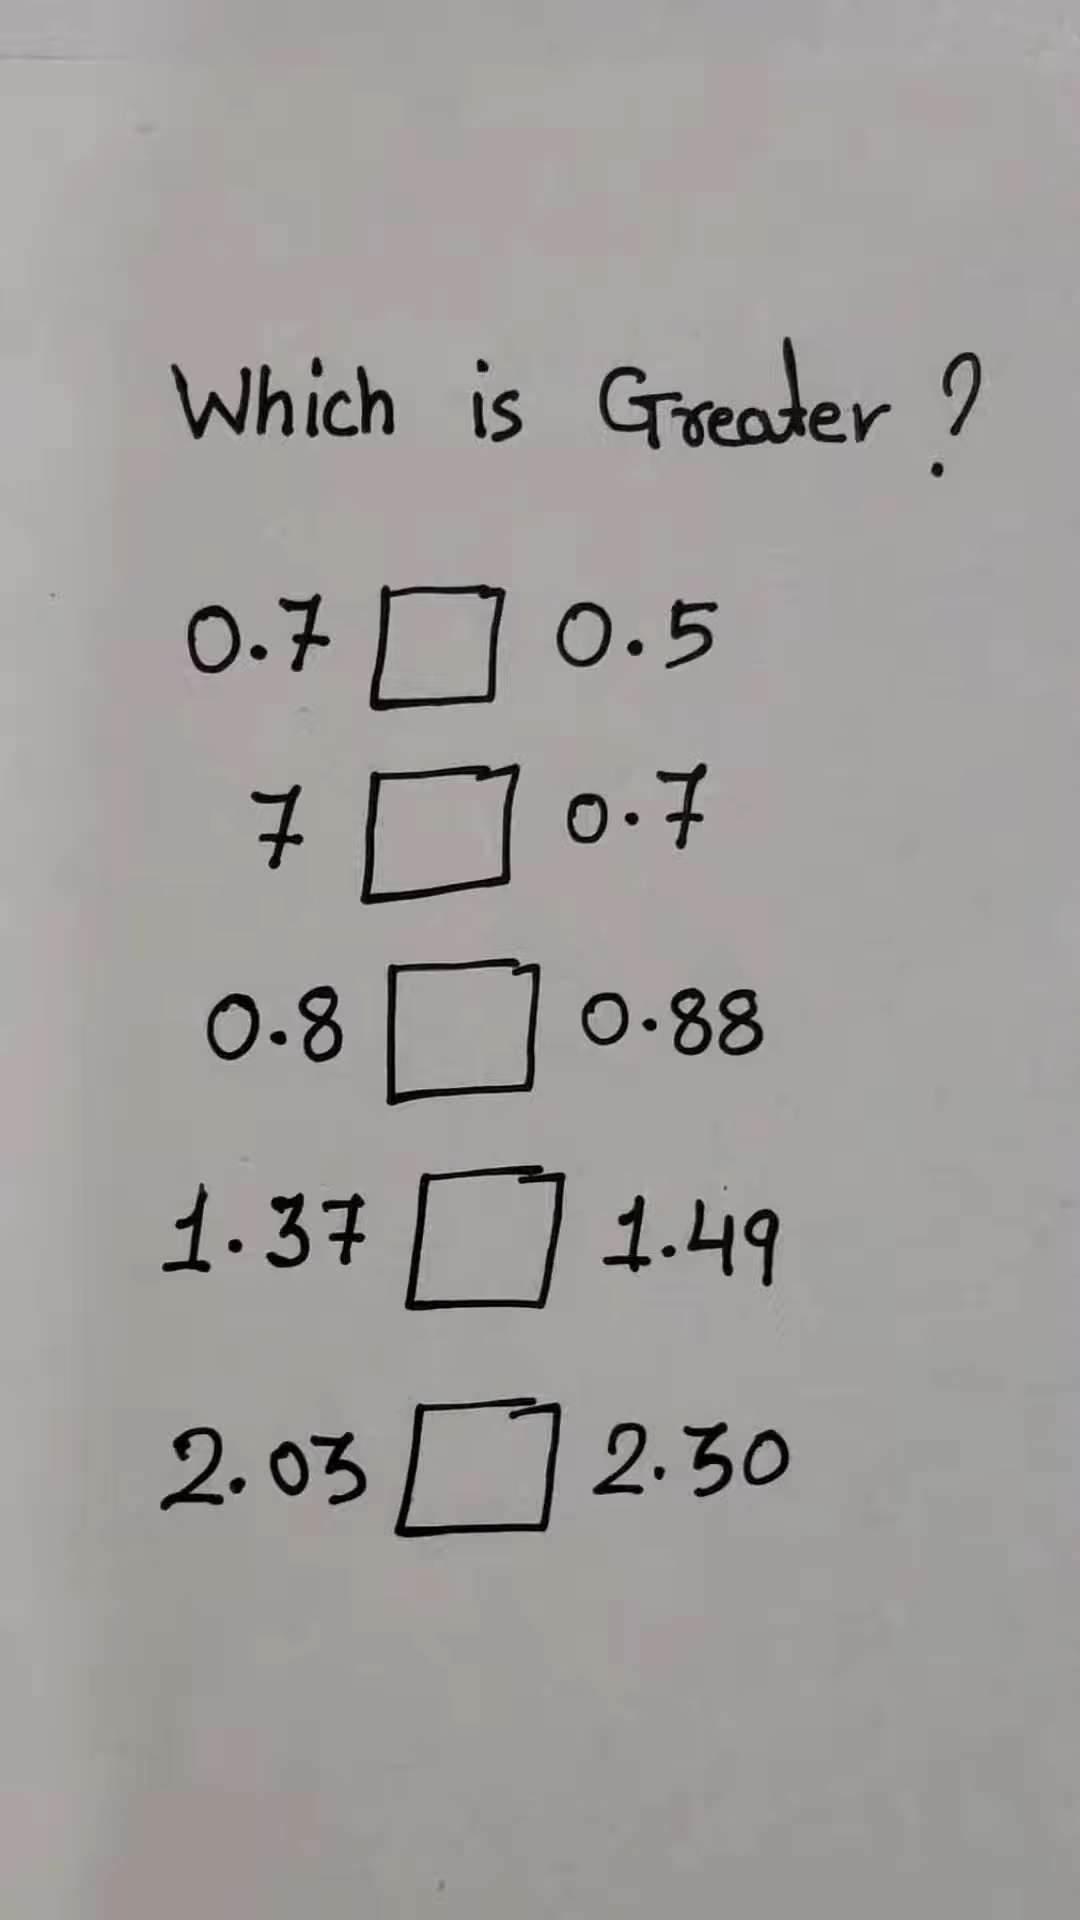 Which is Greater ?
0.7 □ 0.5
7 □ 0.7
0.8 □ 0.88
1.37 □ 1.49
2.03 □ 2.30